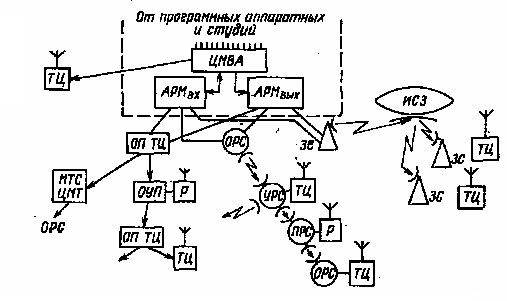 От программных аппаратных
и студий
ЦМВА
ТЦ
АРМвх
АРМвых
ИСЗ
ОП ТЦ
ОРС
ЗС
ЗС
ТЦ
МТС
ЦМТ
ОУП
Р
УРС
ТЦ
ЗС
ТЦ
ОРС
ОП ТЦ
ТЦ
ПРС
Р
ОРС
ТЦ